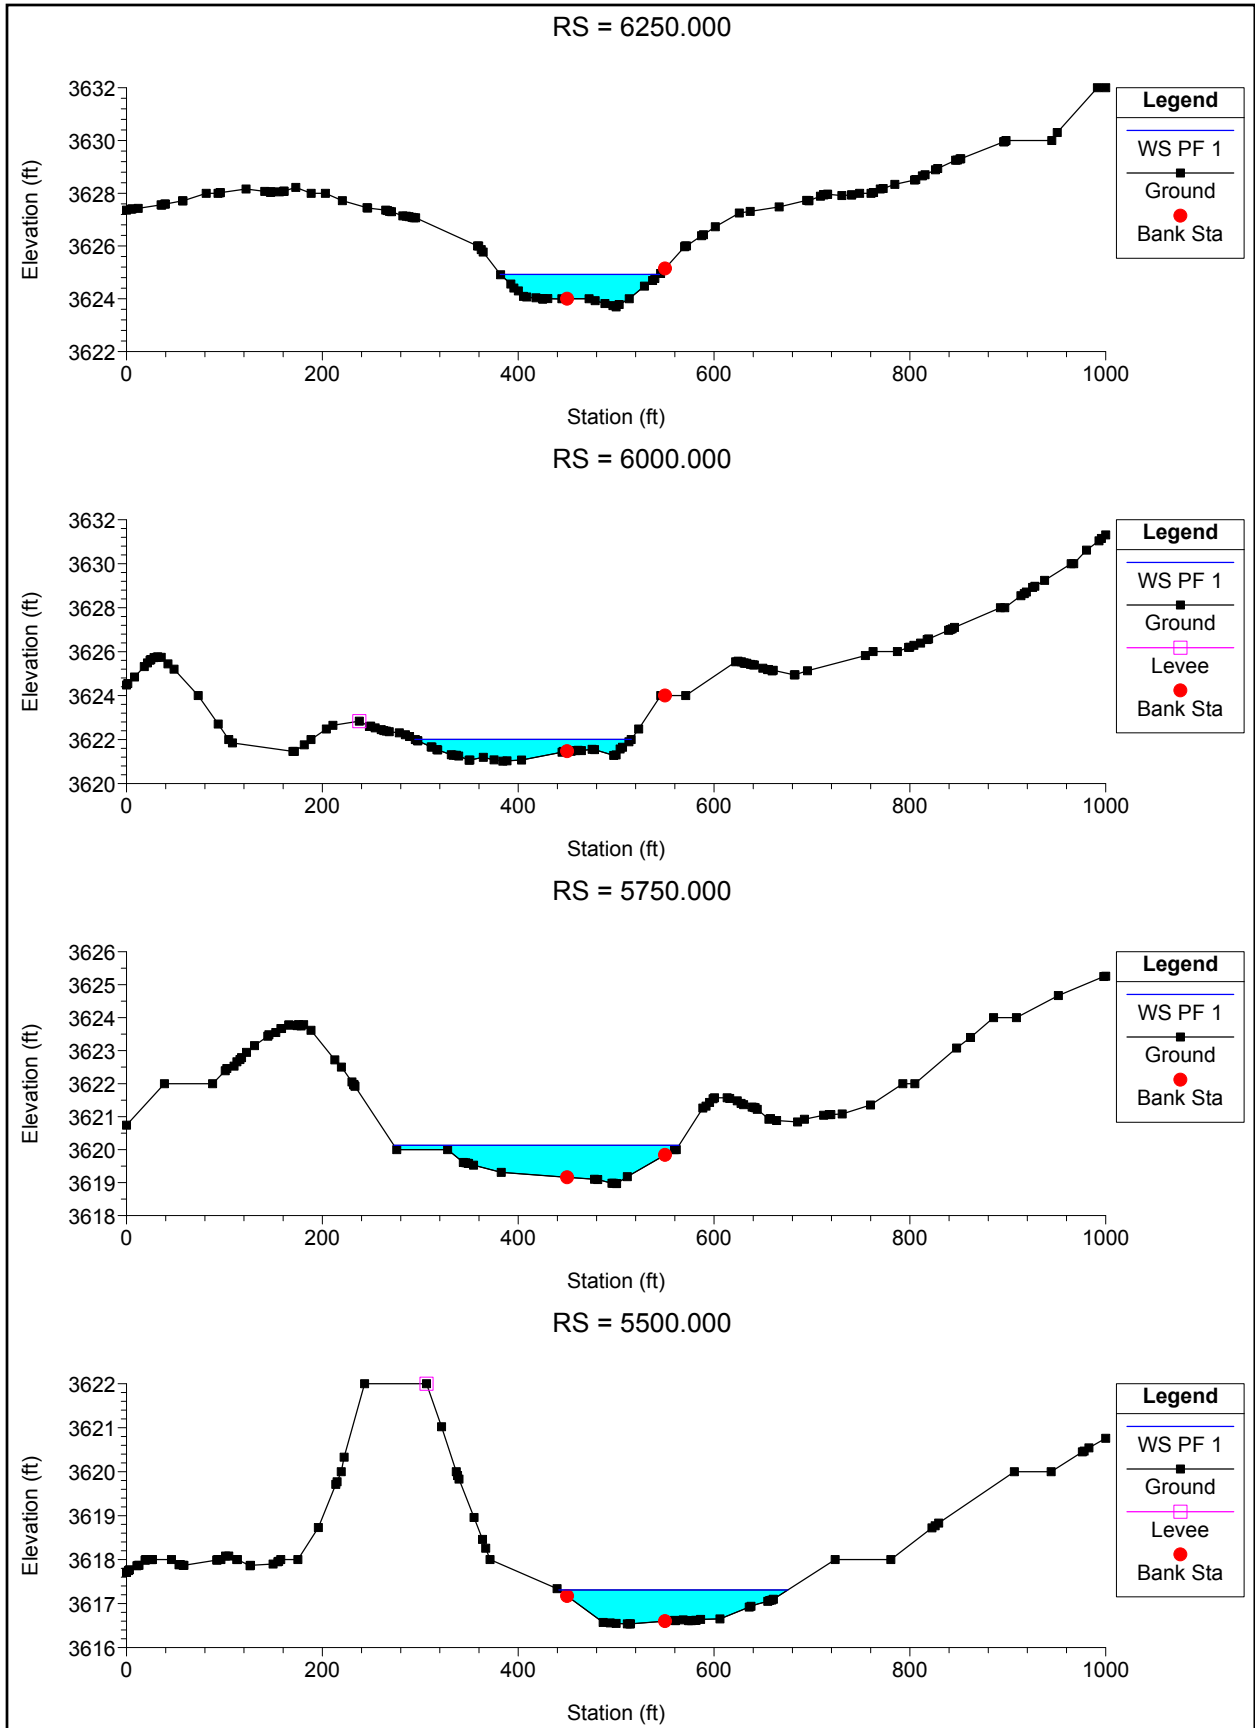 RS = 6250.000
3632
3630
3628
3626
3624
3622
Elevation (ft)
0 200 400 600 800 1000
Station (ft)
Legend
WS PF 1
Ground
Bank Sta
RS = 6000.000
3632
3630
3628
3626
3624
3622
3620
Elevation (ft)
0 200 400 600 800 1000
Station (ft)
Legend
WS PF 1
Ground
Levee
Bank Sta
RS = 5750.000
3626
3625
3624
3623
3622
3621
3620
3619
3618
Elevation (ft)
0 200 400 600 800 1000
Station (ft)
Legend
WS PF 1
Ground
Bank Sta
RS = 5500.000
3622
3621
3620
3619
3618
3617
3616
Elevation (ft)
0 200 400 600 800 1000
Station (ft)
Legend
WS PF 1
Ground
Levee
Bank Sta